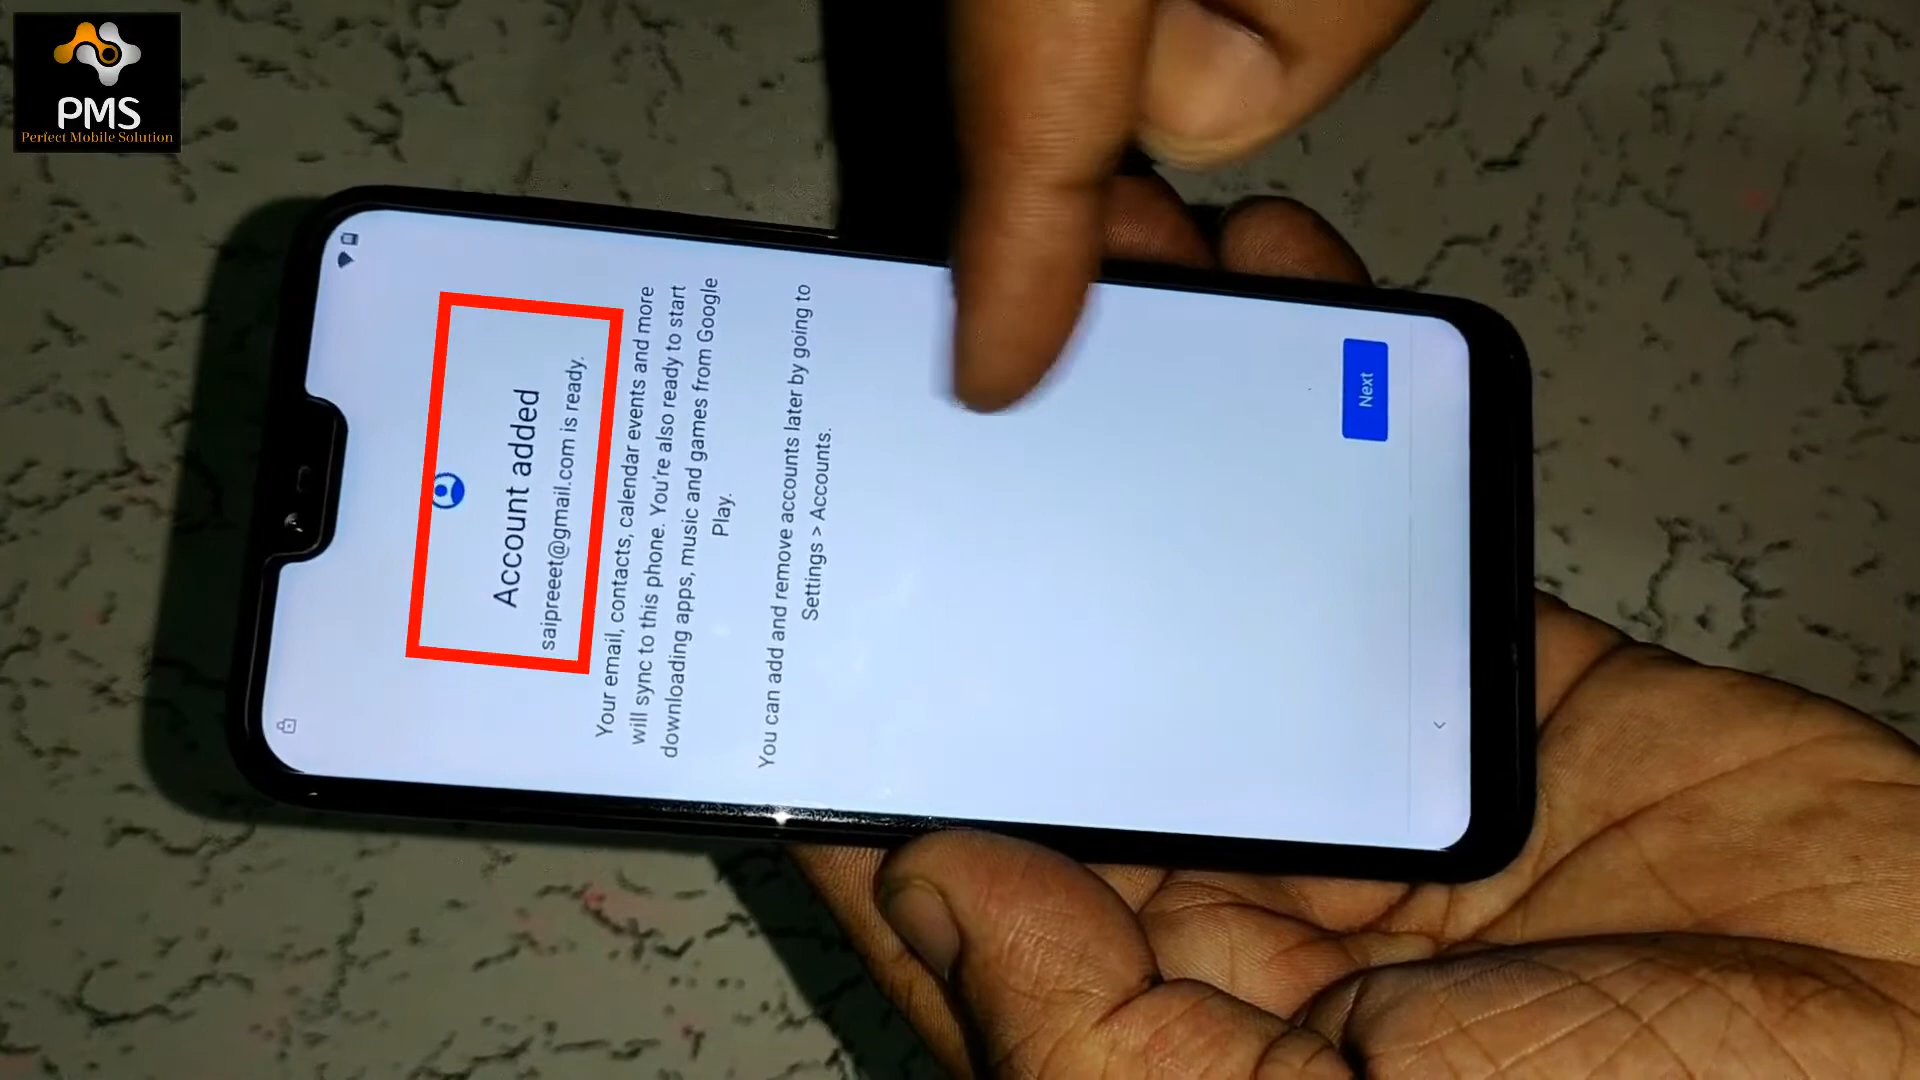 PMS
Perfect Mobile Solution
Account added
saipreet@gmail.com is ready.
Your email, contacts, calendar events and more
will sync to this phone. You're also ready to start
downloading apps, music and games from Google
Play.
You can add and remove accounts later by going to
Settings > Accounts.
Next